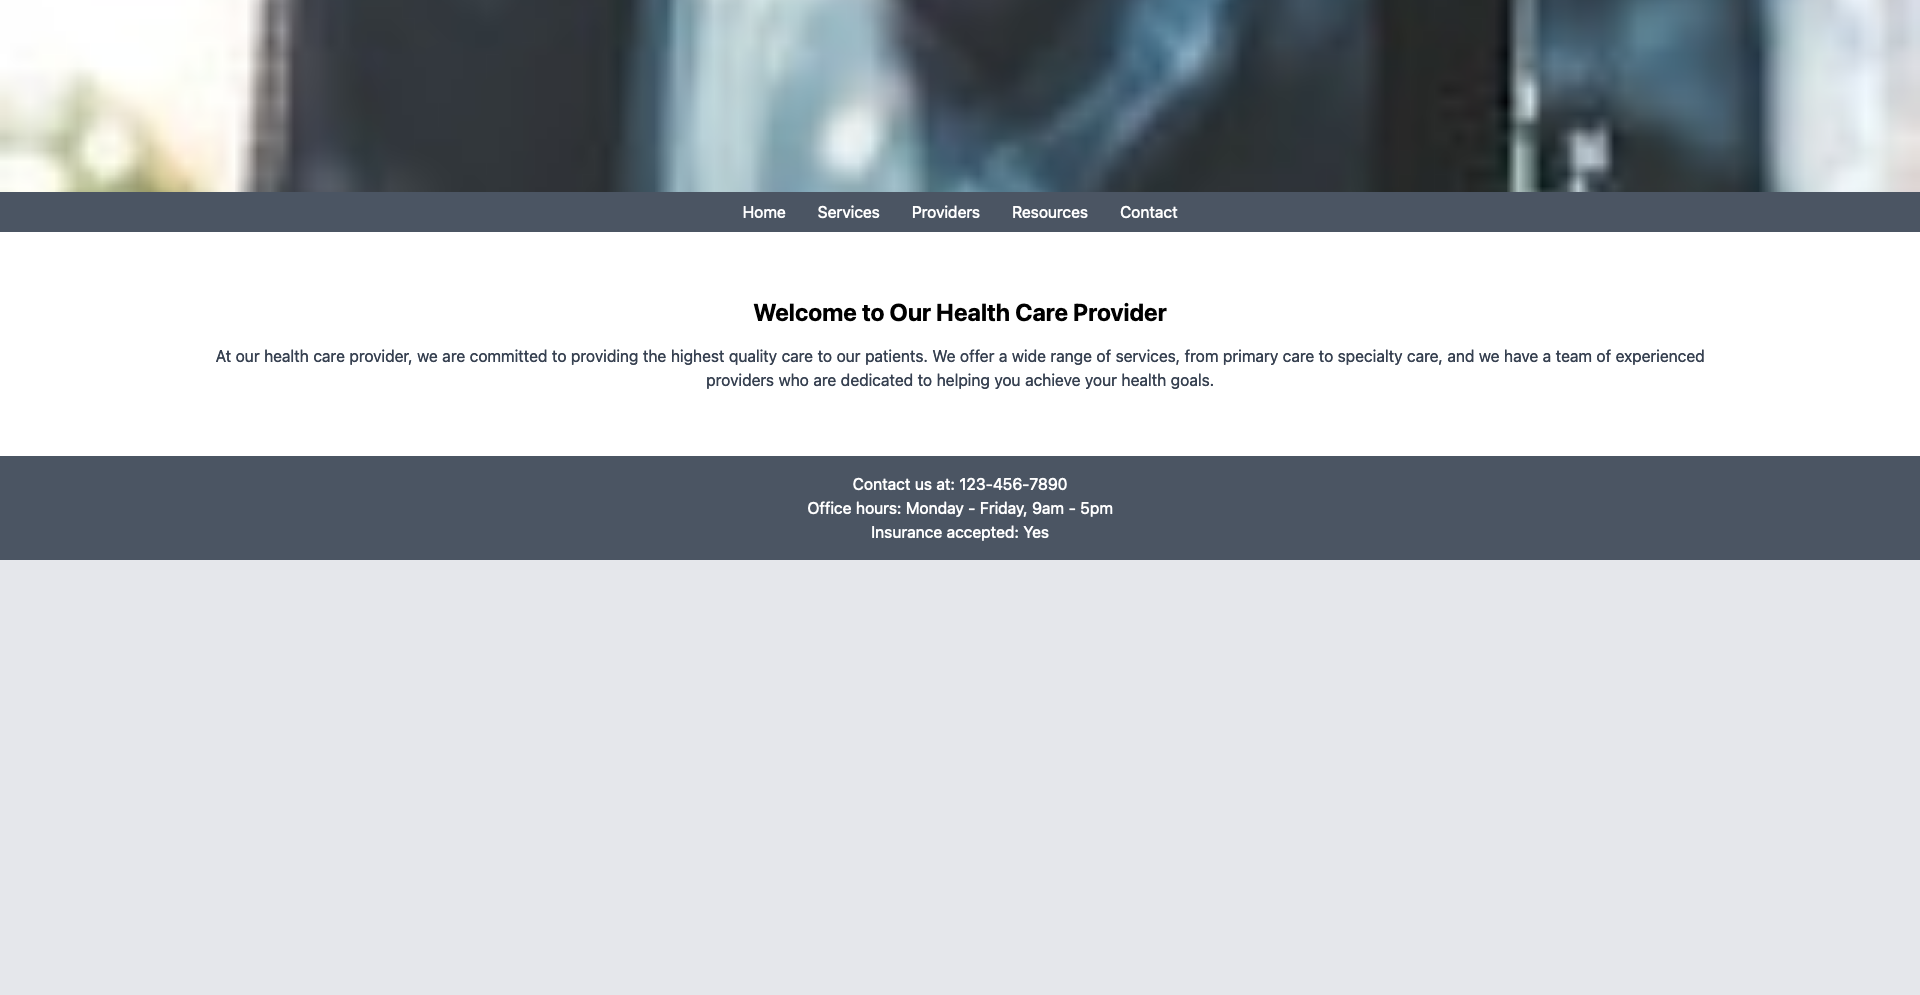 Home Services Providers Resources Contact
Welcome to Our Health Care Provider
At our health care provider, we are committed to providing the highest quality care to our patients. We offer a wide range of services, from primary care to specialty care, and we have a team of experienced
providers who are dedicated to helping you achieve your health goals.
Contact us at: 123-456-7890
Office hours: Monday - Friday, 9am - 5pm
Insurance accepted: Yes